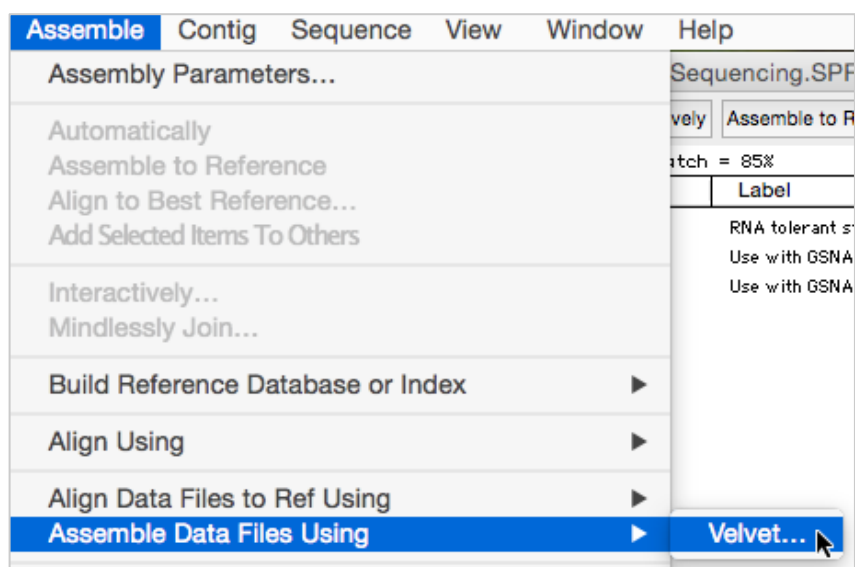 Assemble Contig Sequence View Window Help
Assembly Parameters... Sequencing.SPF
Automatically vely Assemble to R
Assemble to Reference atch = 85%
Align to Best Reference... Label
Add Selected Items To Others RNA tolerant s
Use with GSNA
Interactively... Use with GSNA
Mindlessly Join...
Build Reference Database or Index
Align Using
Align Data Files to Ref Using
Assemble Data Files Using Velvet...